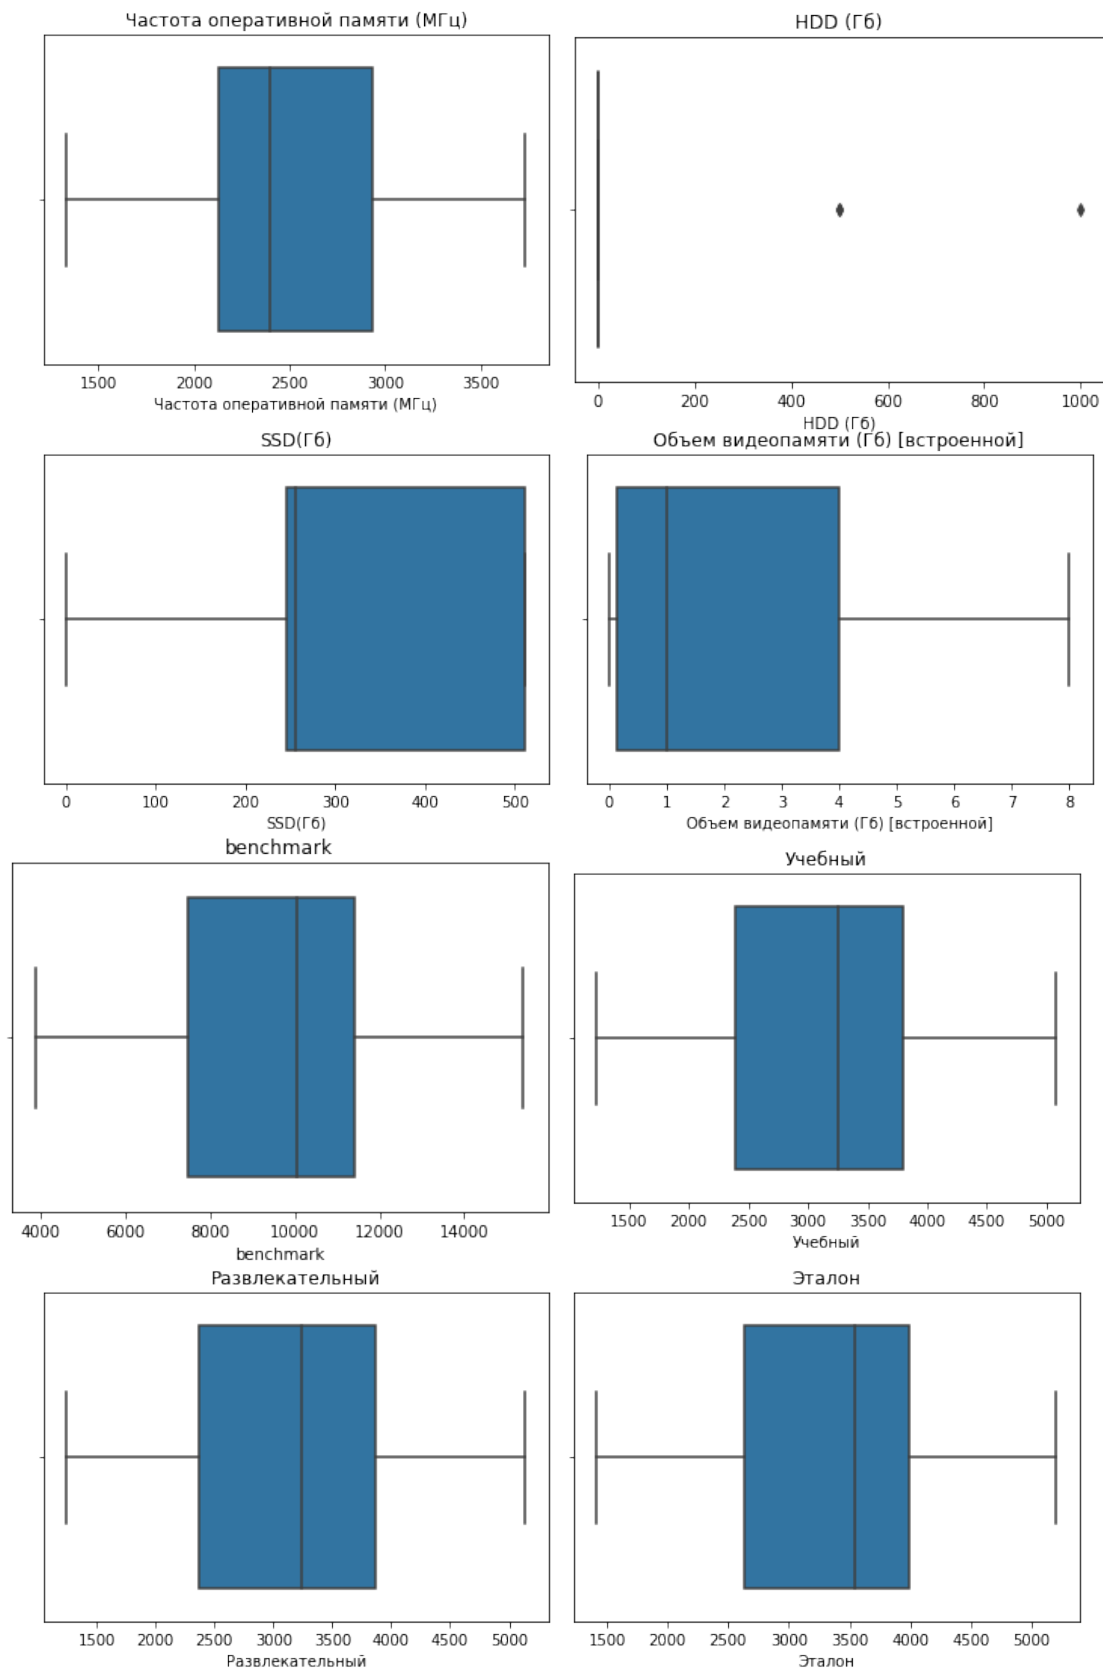 Частота оперативной памяти (МГц)
1500 2000 2500 3000 3500
Частота оперативной памяти (МГц)
HDD (Гб)
0 200 400 600 800 1000
HDD (Гб)
SSD(Гб)
0 100 200 300 400 500
SSD(Гб)
Объем видеопамяти (Гб) [встроенной]
0 1 2 3 4 5 6 7 8
Объем видеопамяти (Гб) [встроенной]
benchmark
4000 6000 8000 10000 12000 14000
benchmark
Учебный
1500 2000 2500 3000 3500 4000 4500 5000
Учебный
Развлекательный
1500 2000 2500 3000 3500 4000 4500 5000
Развлекательный
Эталон
1500 2000 2500 3000 3500 4000 4500 5000
Эталон